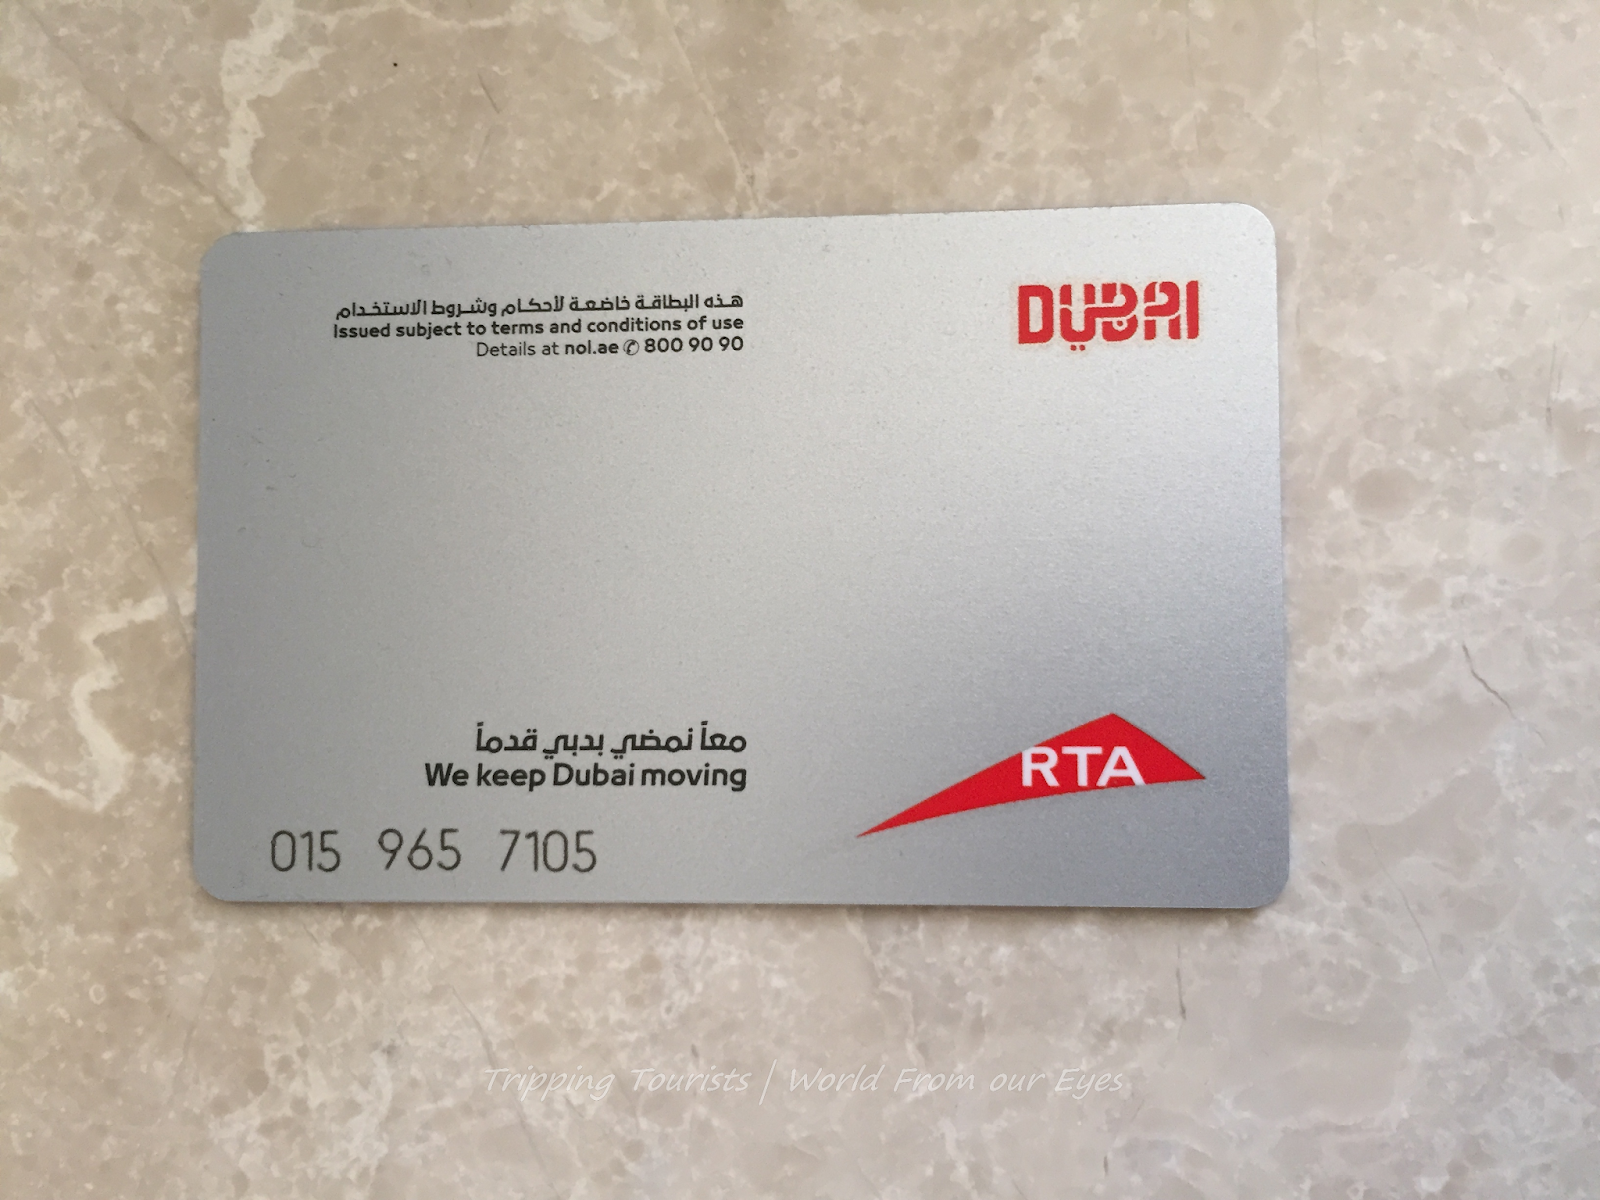 هذه البطاقة خاضعة لأحكام وشروط الاستخدام
Issued subject to terms and conditions of use
Details at nol.ae ✆ 800 90 90
DUBAI
معاً نمضي بدبي قدماً
We keep Dubai moving
RTA
015 965 7105
Tripping Tourists | World From our Eyes